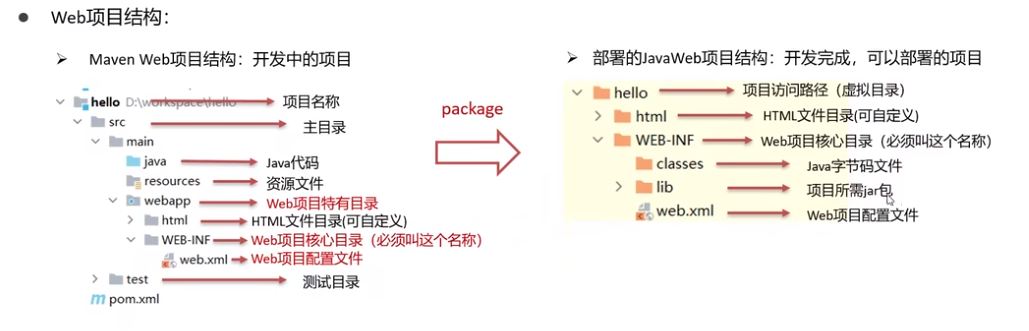 ● Web项目结构：
➢ Maven Web项目结构：开发中的项目
hello D:\workspace\hello 项目名称
src 主目录
main
java Java代码
resources 资源文件
webapp Web项目特有目录
html HTML文件目录(可自定义)
WEB-INF Web项目核心目录（必须叫这个名称）
web.xml Web项目配置文件
test 测试目录
pom.xml
package
➢ 部署的JavaWeb项目结构：开发完成，可以部署的项目
hello 项目访问路径（虚拟目录）
html HTML文件目录(可自定义)
WEB-INF Web项目核心目录（必须叫这个名称）
classes Java字节码文件
lib 项目所需jar包
web.xml Web项目配置文件